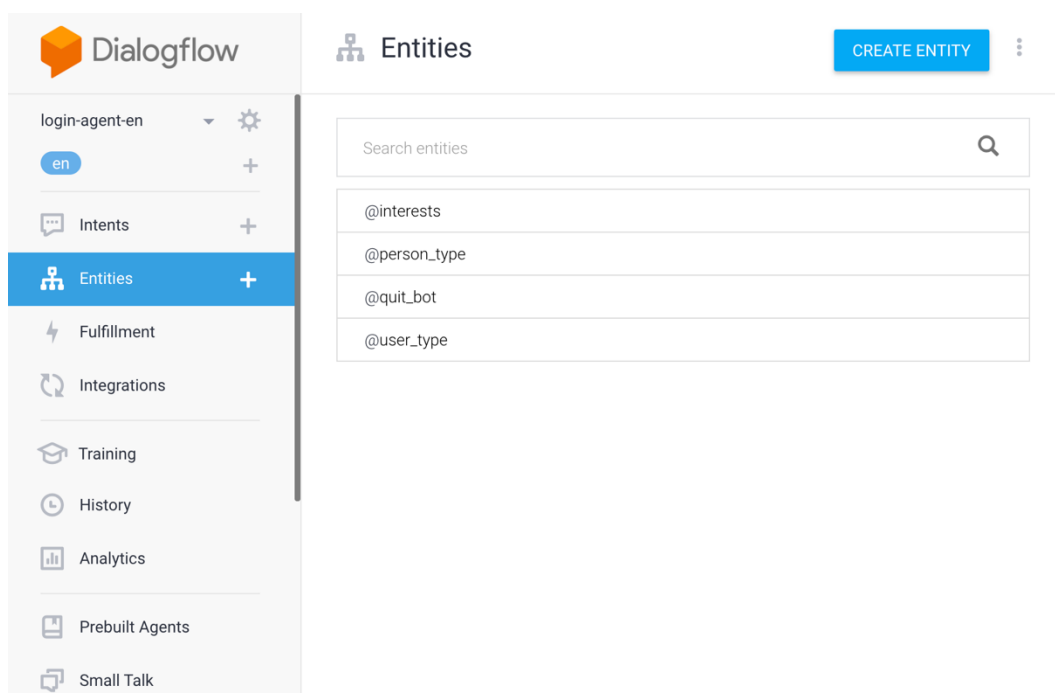 Dialogflow
login-agent-en
en
Intents
Entities
Fulfillment
Integrations
Training
History
Analytics
Prebuilt Agents
Small Talk
Entities
CREATE ENTITY
Search entities
@interests
@person_type
@quit_bot
@user_type